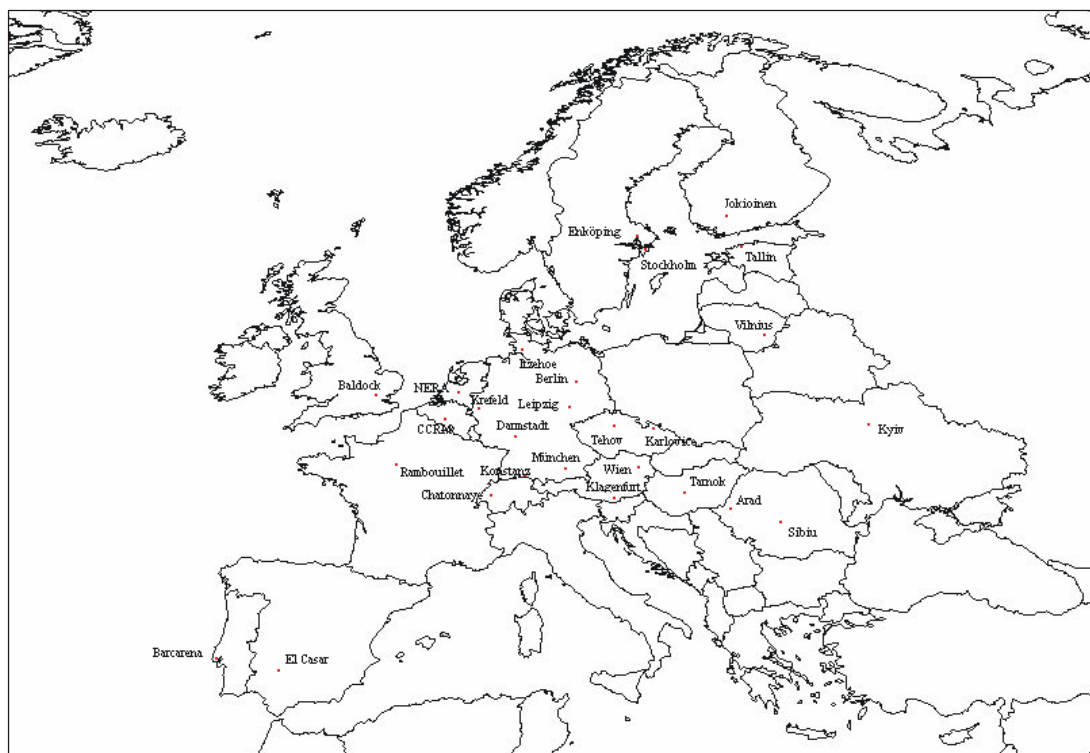 Jokioinen
Enköping
Stockholm
Tallin
Vilnius
Itzehoe
Berlin
NERA
Baldock
Krefeld
Leipzig
CCRM
Darmstadt
Tehov
Karlovice
Kyiv
München
Wien
Rambouillet
Konstanz
Klagenfurt
Chatonnaye
Tarnok
Arad
Sibiu
Barcarena
El Casar